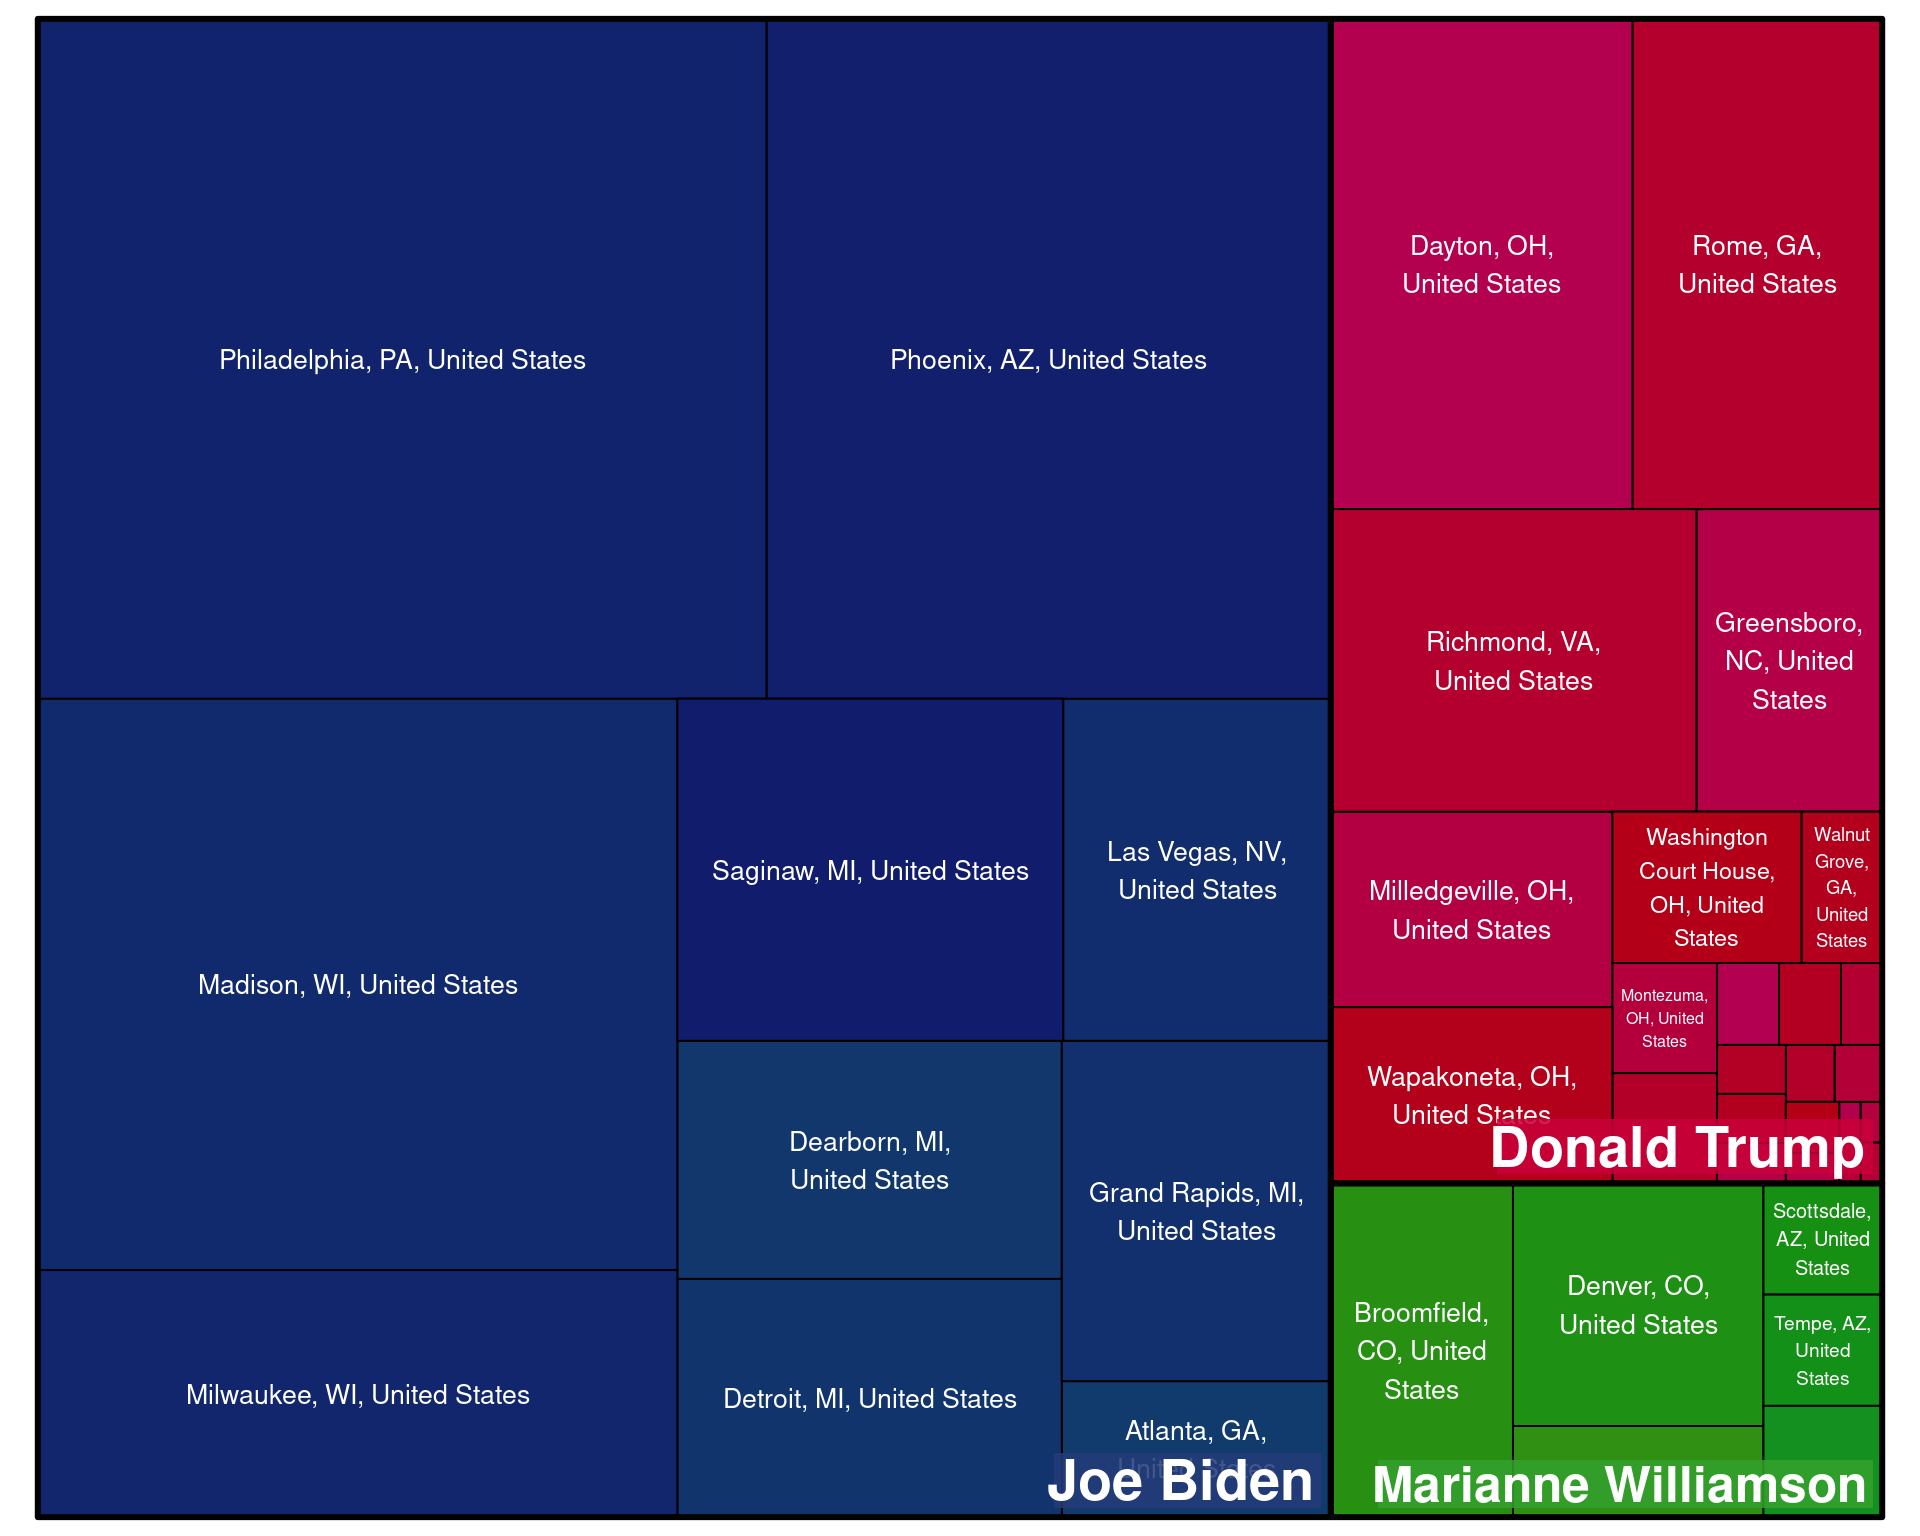 Philadelphia, PA, United States
Phoenix, AZ, United States
Madison, WI, United States
Saginaw, MI, United States
Las Vegas, NV,
United States
Dearborn, MI,
United States
Grand Rapids, MI,
United States
Milwaukee, WI, United States
Detroit, MI, United States
Atlanta, GA,
United States
Joe Biden
Dayton, OH,
United States
Rome, GA,
United States
Richmond, VA,
United States
Greensboro,
NC, United
States
Milledgeville, OH,
United States
Washington
Court House,
OH, United
States
Walnut
Grove,
GA,
United
States
Montezuma,
OH, United
States
Wapakoneta, OH,
United States
Donald Trump
Broomfield,
CO, United
States
Denver, CO,
United States
Scottsdale,
AZ, United
States
Tempe, AZ,
United
States
Marianne Williamson